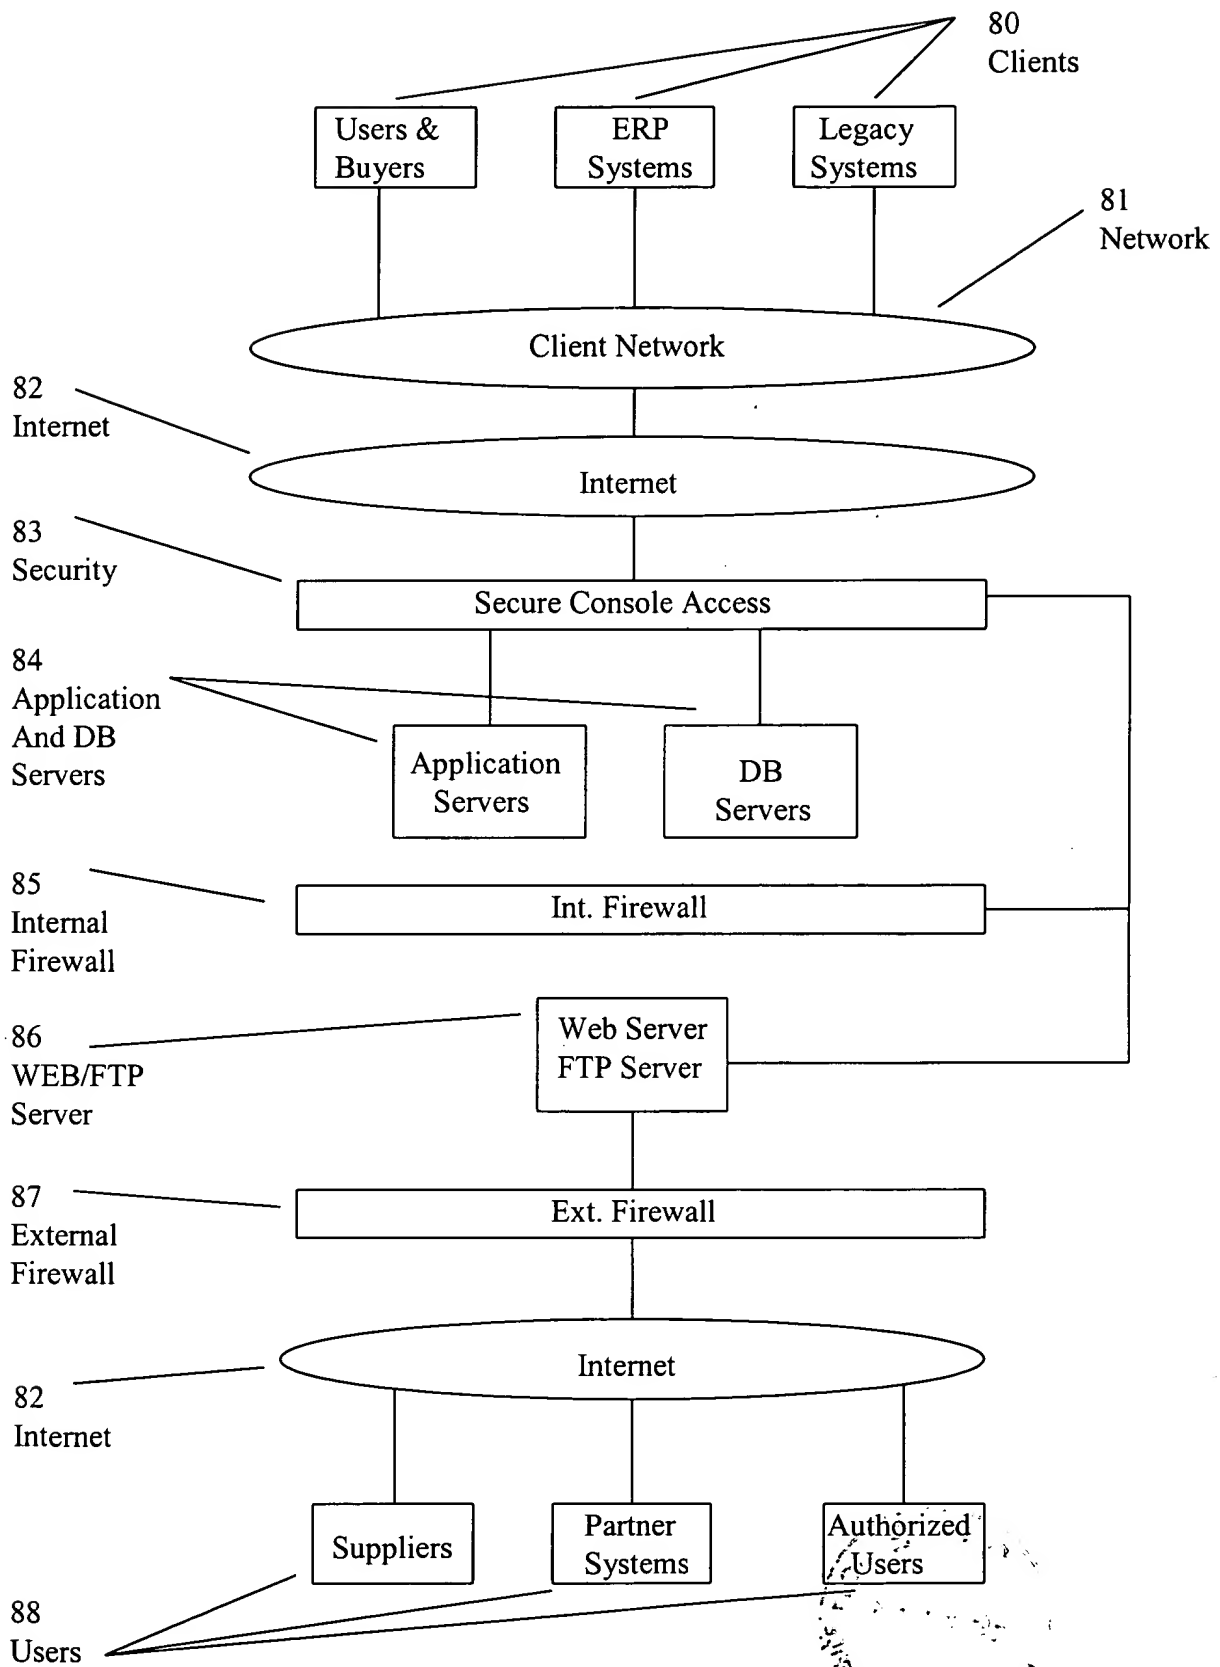 80
Clients
Users &
Buyers
ERP
Systems
Legacy
Systems
81
Network
Client Network
82
Internet
Internet
83
Security
Secure Console Access
84
Application
And DB
Servers
Application
Servers
DB
Servers
85
Internal
Firewall
Int. Firewall
86
WEB/FTP
Server
Web Server
FTP Server
87
External
Firewall
Ext. Firewall
Internet
82
Internet
Suppliers
Partner
Systems
Authorized
Users
88
Users